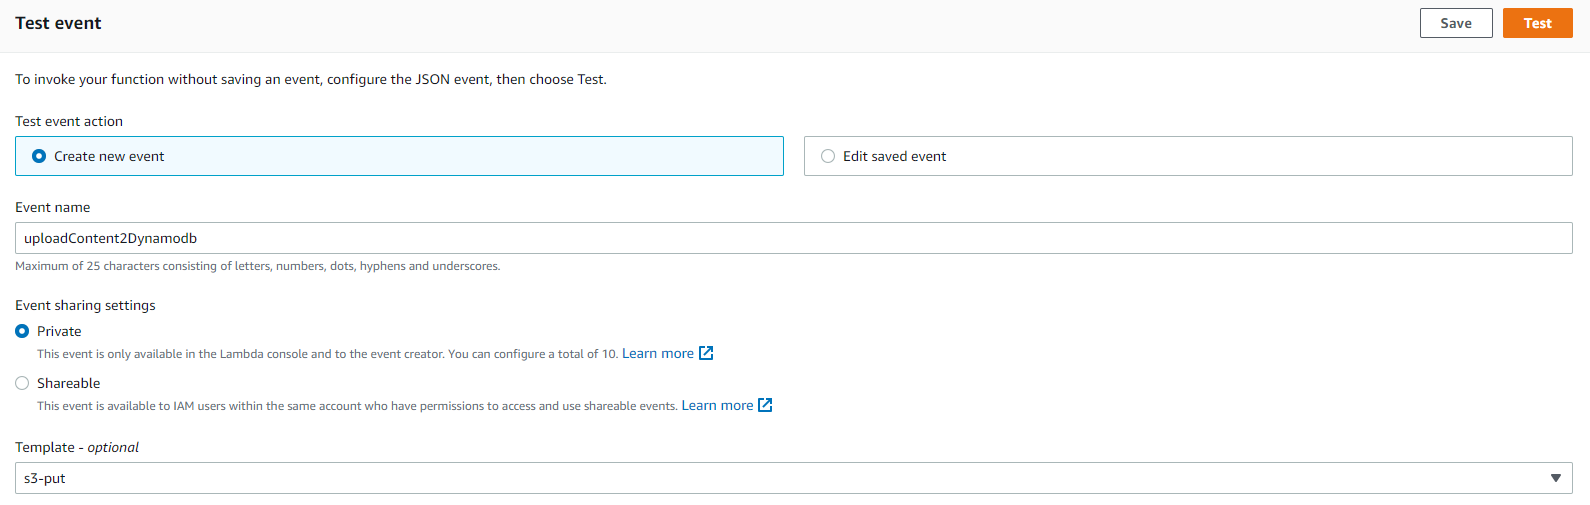 Test event
Save
Test
To invoke your function without saving an event, configure the JSON event, then choose Test.
Test event action
Create new event
Edit saved event
Event name
uploadContent2Dynamodb
Maximum of 25 characters consisting of letters, numbers, dots, hyphens and underscores.
Event sharing settings
Private
This event is only available in the Lambda console and to the event creator. You can configure a total of 10. Learn more
Shareable
This event is available to IAM users within the same account who have permissions to access and use shareable events. Learn more
Template - optional
s3-put